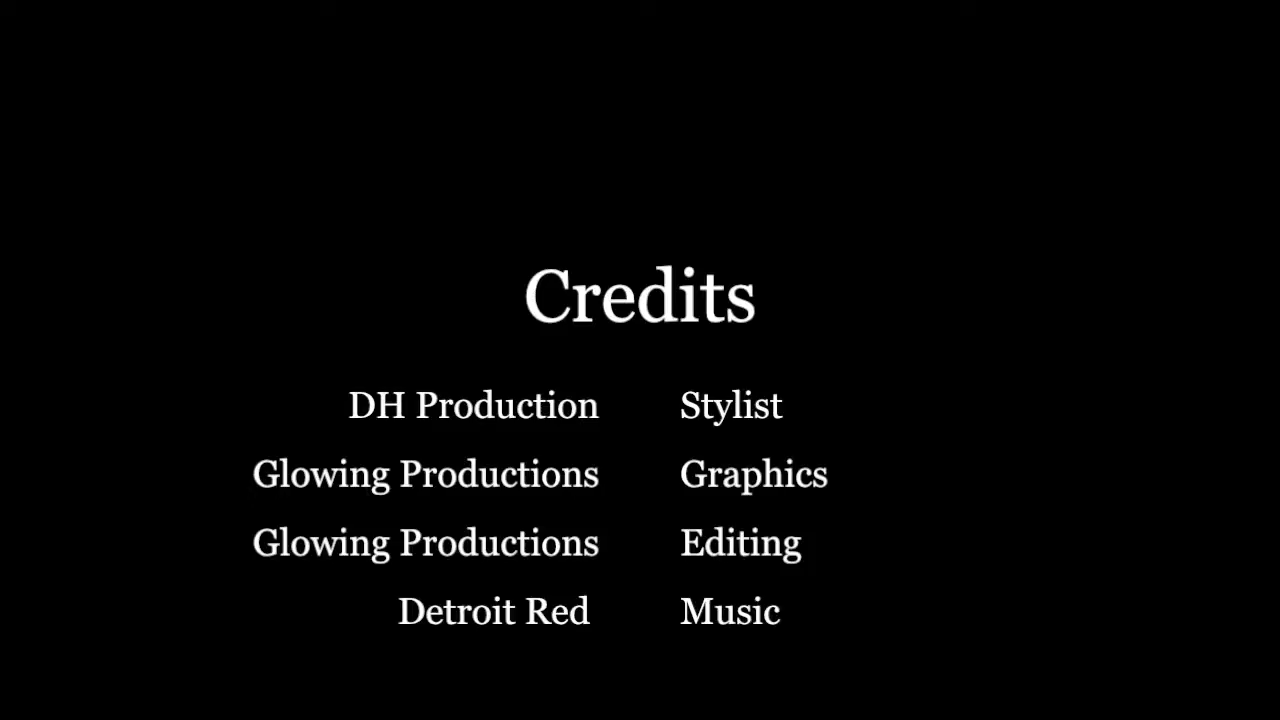 Credits
DH Production Stylist
Glowing Productions Graphics
Glowing Productions Editing
Detroit Red Music